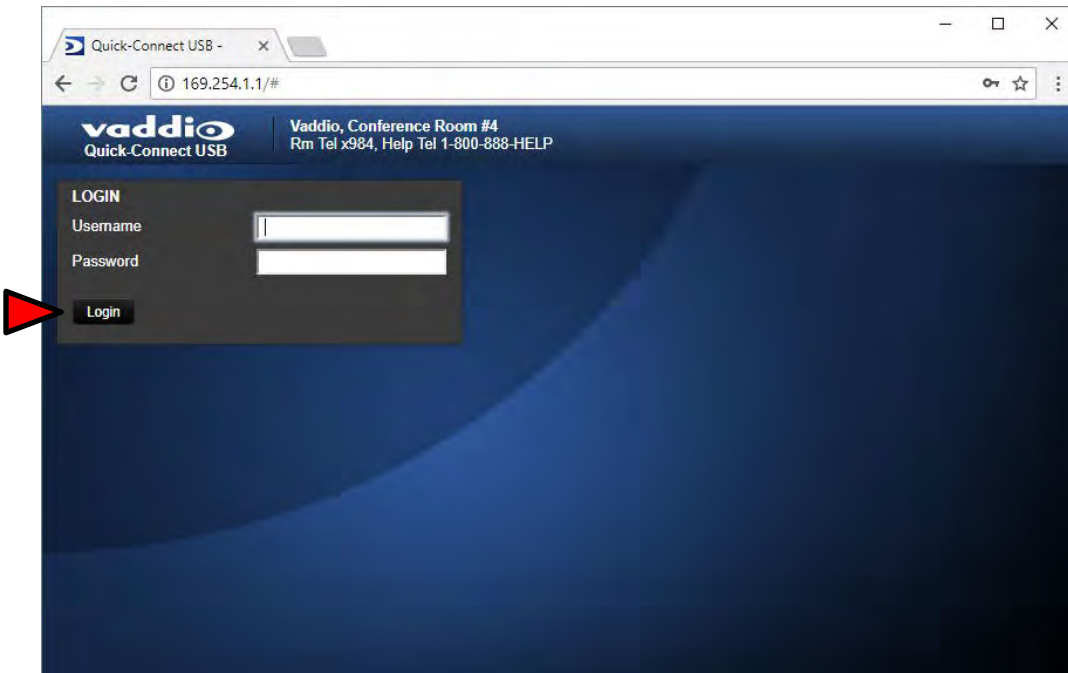 Quick-Connect USB -
169.254.1.1/#
vaddio
Quick-Connect USB
Vaddio, Conference Room #4
Rm Tel x984, Help Tel 1-800-888-HELP
LOGIN
Username
Password
Login